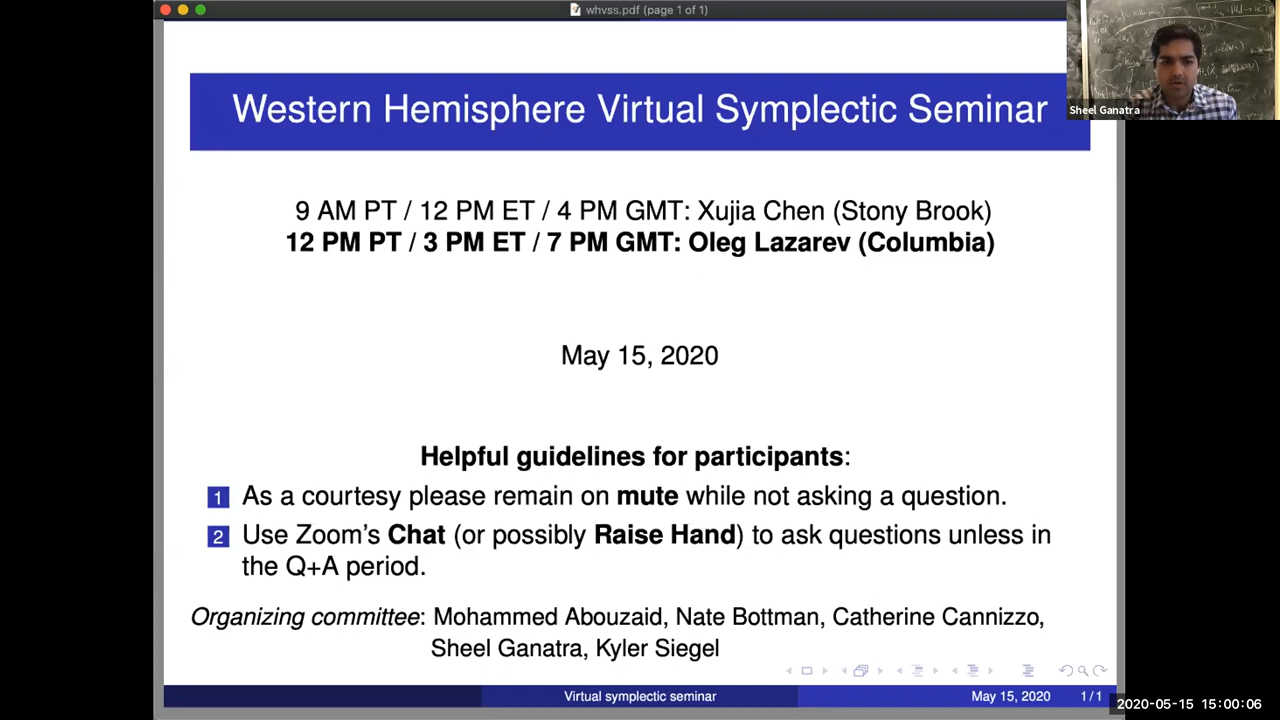 whvss.pdf (page 1 of 1)
Western Hemisphere Virtual Symplectic Seminar
Sheel Ganatra
9 AM PT / 12 PM ET / 4 PM GMT: Xujia Chen (Stony Brook)
12 PM PT / 3 PM ET / 7 PM GMT: Oleg Lazarev (Columbia)
May 15, 2020
Helpful guidelines for participants:
1 As a courtesy please remain on mute while not asking a question.
2 Use Zoom's Chat (or possibly Raise Hand) to ask questions unless in
the Q+A period.
Organizing committee: Mohammed Abouzaid, Nate Bottman, Catherine Cannizzo,
Sheel Ganatra, Kyler Siegel
Virtual symplectic seminar May 15, 2020 1/1
2020-05-15 15:00:06